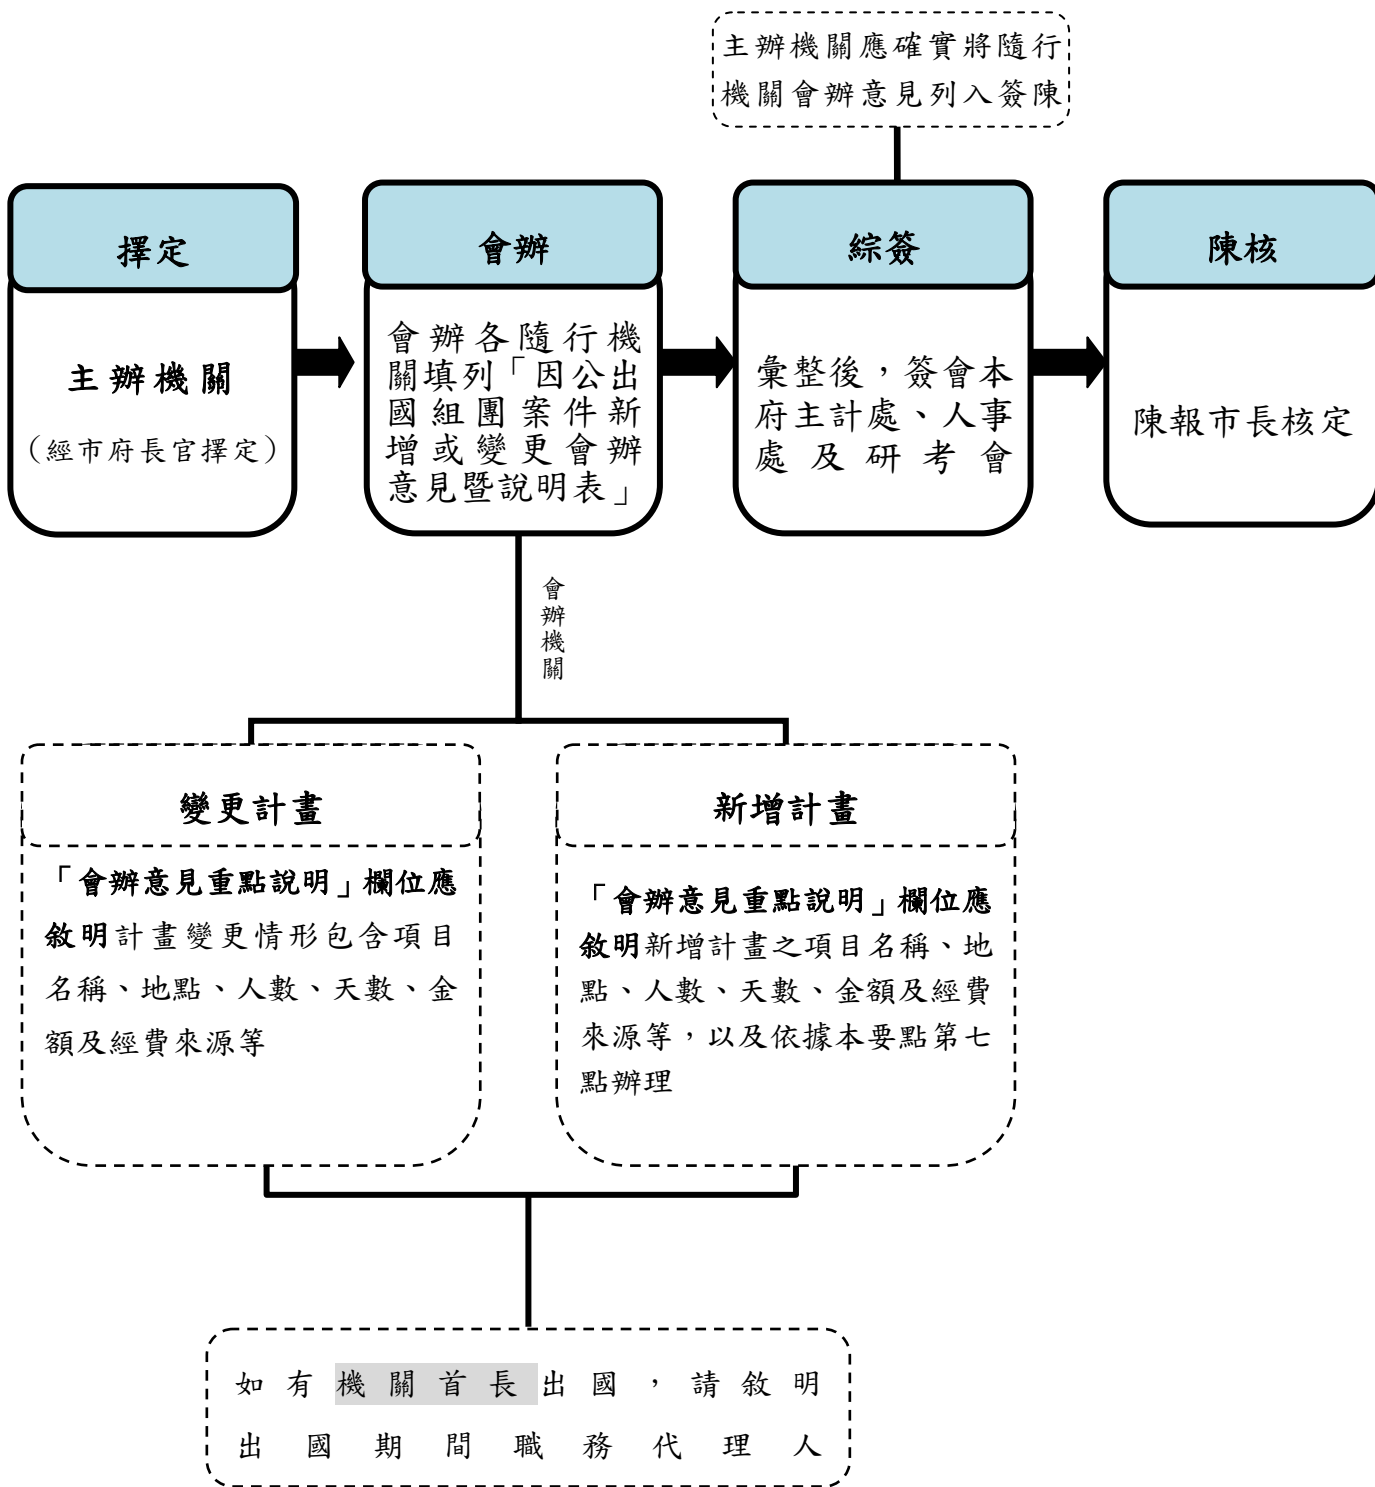 主辦機關應確實將隨行
機關會辦意見列入簽陳
擇定
主辦機關
（經市府長官擇定）
會辦
會辦各隨行機
關填列「因公出
國組團案件新
增或變更會辦
意見暨說明表」
綜簽
彙整後，簽會本
府主計處、人事
處及研考會
陳核
陳報市長核定
會辦機關
變更計畫
「會辦意見重點說明」欄位應
敘明計畫變更情形包含項目
名稱、地點、人數、天數、金
額及經費來源等
新增計畫
「會辦意見重點說明」欄位應
敘明新增計畫之項目名稱、地
點、人數、天數、金額及經費
來源等，以及依據本要點第七
點辦理
如有機關首長出國，請敘明
出國期間職務代理人